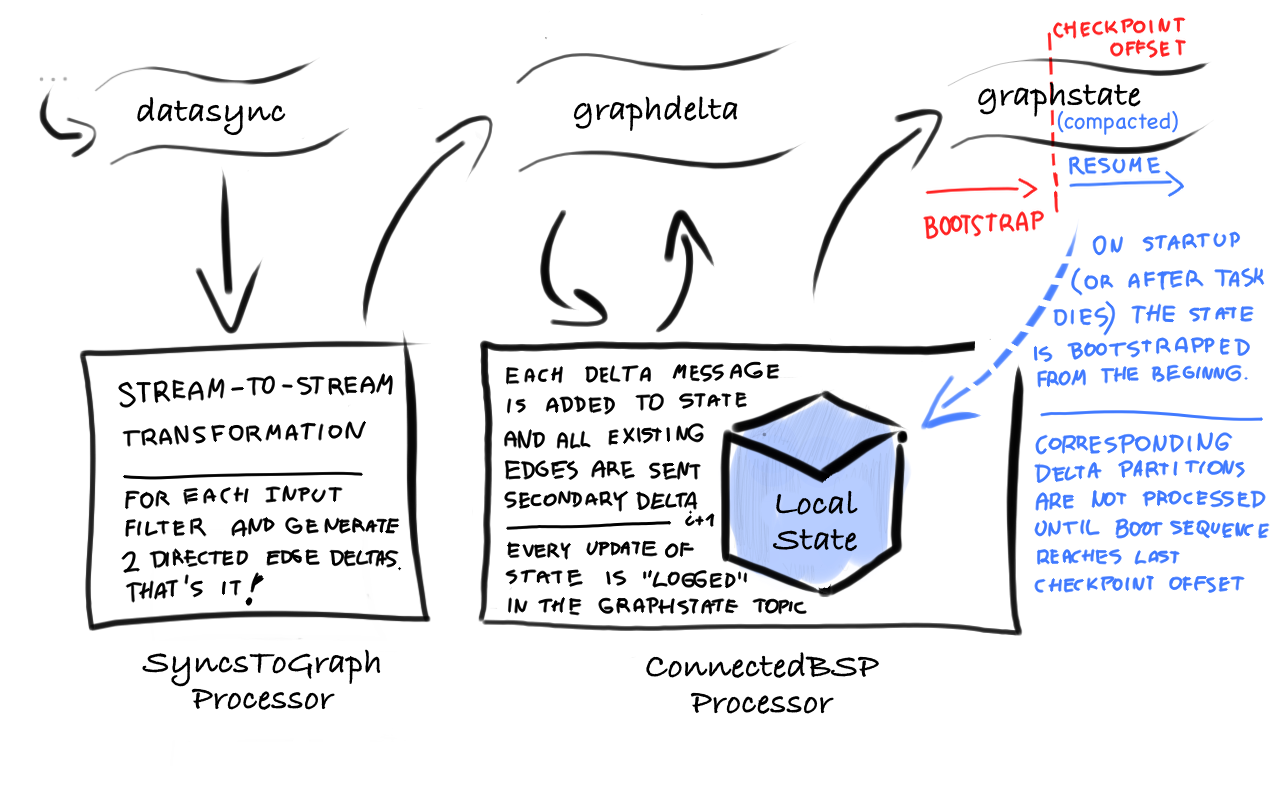 ...
datasync
graphdelta
CHECKPOINT
OFFSET
graphstate
(compacted)
RESUME
BOOTSTRAP
ON STARTUP
(OR AFTER TASK
DIES) THE STATE
IS BOOTSTRAPPED
FROM THE BEGINNG.
CORRESPONDING
DELTA PARTITIONS
ARE NOT PROCESSED
UNTIL BOOT SEQUENCE
REACHES LAST
CHECKPOINT OFFSET
STREAM-TO-STREAM
TRANSFORMATION
FOR EACH INPUT
FILTER AND GENERATE
2 DIRECTED EDGE DELTAS.
THAT'S IT!
SyncsToGraph
Processor
EACH DELTA MESSAGE
IS ADDED TO STATE
AND ALL EXISTING
EDGES ARE SENT
SECONDARY DELTA
i+1
EVERY UPDATE OF
STATE IS "LOGGED"
IN THE GRAPHSTATE TOPIC
Local
State
ConnectedBSP
Processor